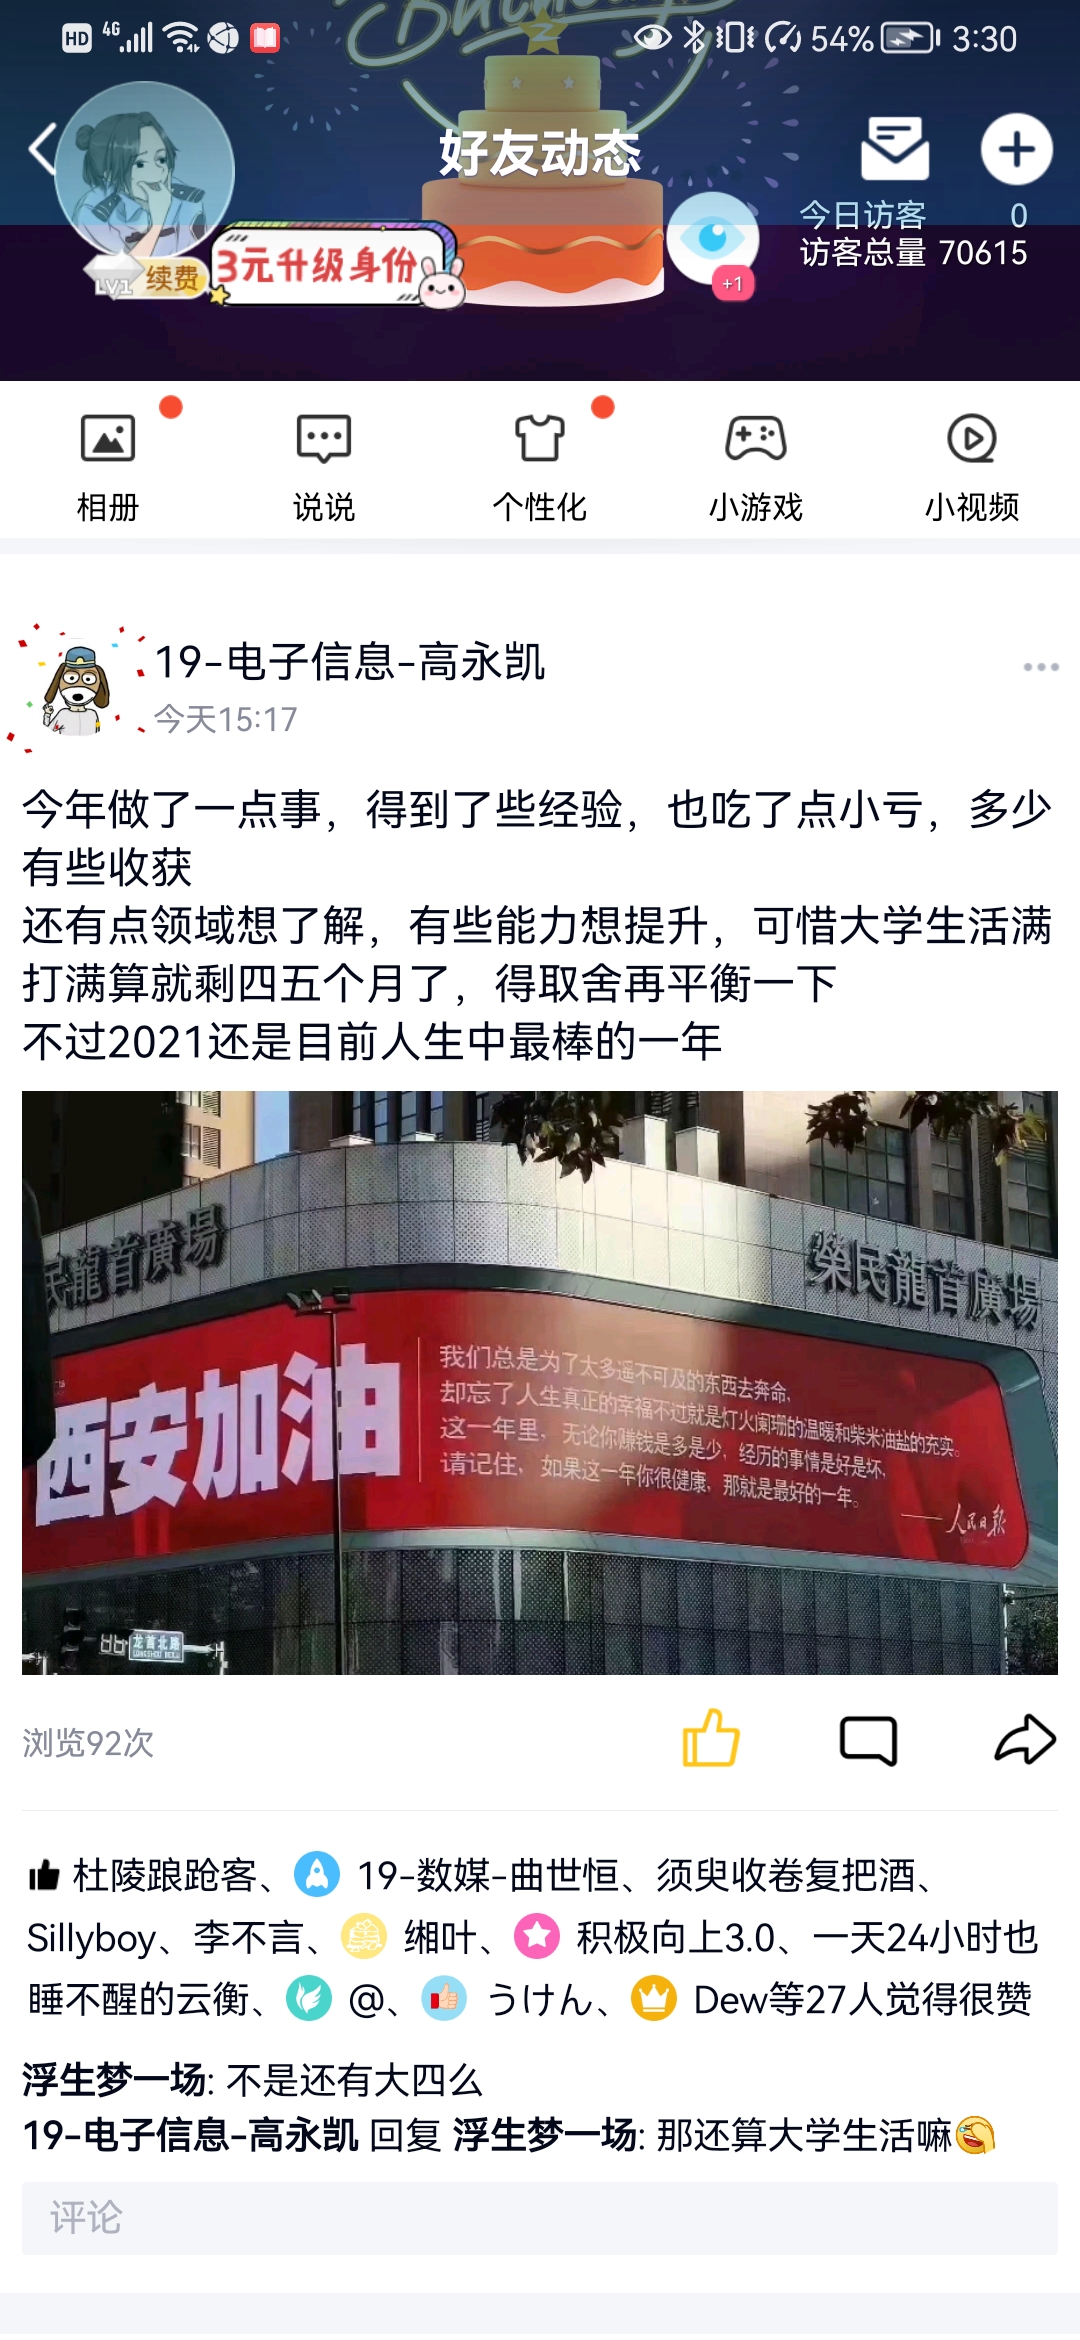 HD 4G 54% 3:30
好友动态
今日访客 0
访客总量 70615
LV1 续费
3元升级身份
+1
相册 说说 个性化 小游戏 小视频
19-电子信息-高永凯
今天15:17
今年做了一点事，得到了些经验，也吃了点小亏，多少
有些收获
还有点领域想了解，有些能力想提升，可惜大学生活满
打满算就剩四五个月了，得取舍再平衡一下
不过2021还是目前人生中最棒的一年
民龍首廣場
榮民龍首廣場
西安加油
我们总是为了太多遥不可及的东西去奔命，
却忘了人生真正的幸福不过就是灯火阑珊的温暖和柴米油盐的充实。
这一年里，无论你赚钱是多是少，经历的事情是好是坏，
请记住，如果这一年你很健康，那就是最好的一年。
——人民日报
龙首北路
浏览92次
杜陵踉跄客、 19-数媒-曲世恒、须臾收卷复把酒、
Sillyboy、李不言、 缃叶、 积极向上3.0、一天24小时也
睡不醒的云衡、 @、 うけん、 Dew等27人觉得很赞
浮生梦一场: 不是还有大四么
19-电子信息-高永凯 回复 浮生梦一场: 那还算大学生活嘛
评论